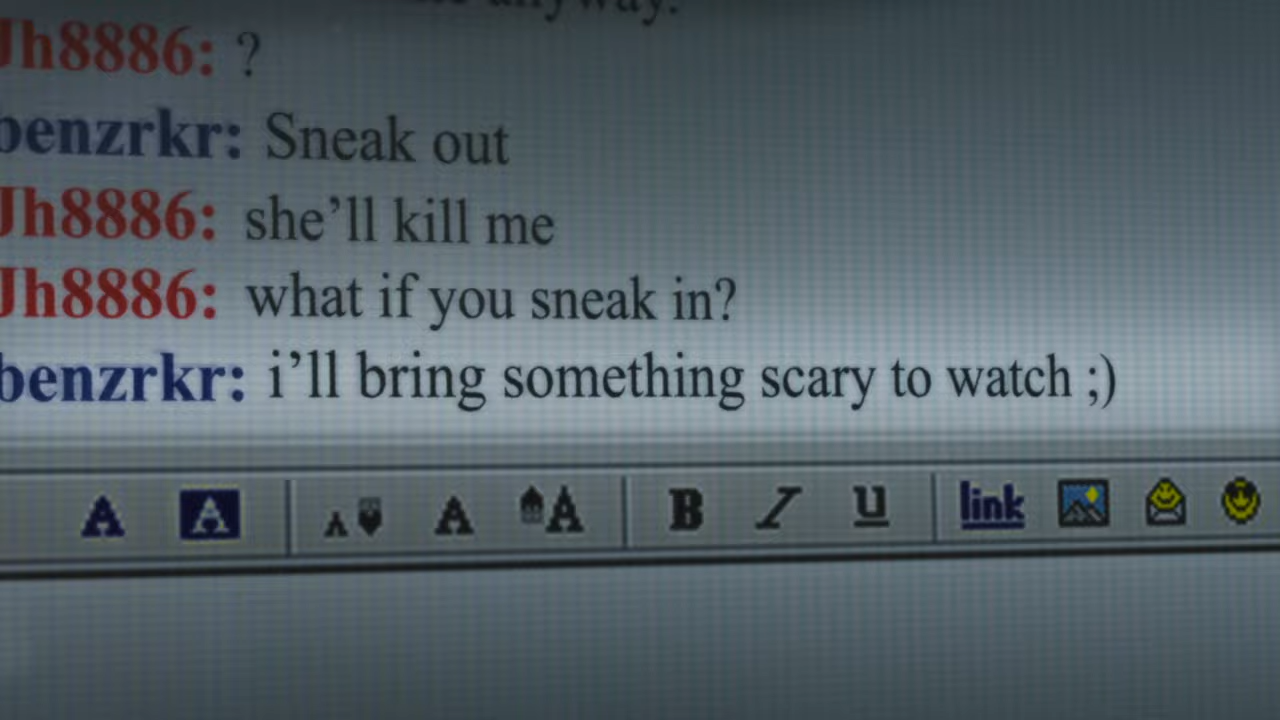 anyway.
Jh8886: ?
benzrkr: Sneak out
Jh8886: she'll kill me
Jh8886: what if you sneak in?
benzrkr: i'll bring something scary to watch ;)
A A A A A B I U link